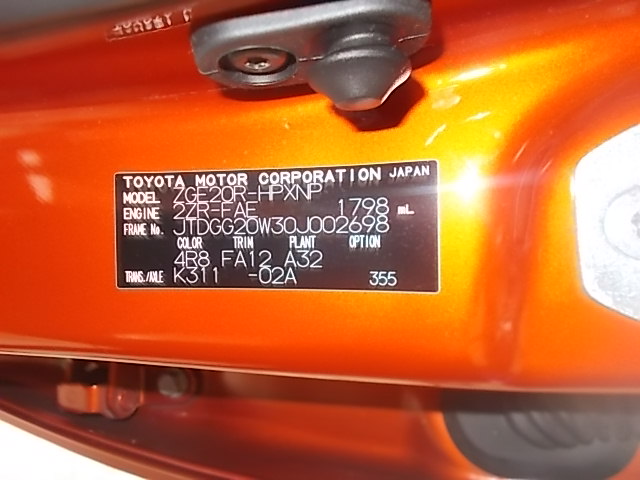 TOYOTA MOTOR CORPORATION JAPAN
MODEL ZGE20R-HPXNP
ENGINE 2ZR-FAE 1798 mL
FRAME No. JTDGG20W30J002698
COLOR TRIM PLANT OPTION
4R8 FA12 A32
TRANS./AXLE K311 -02A 355